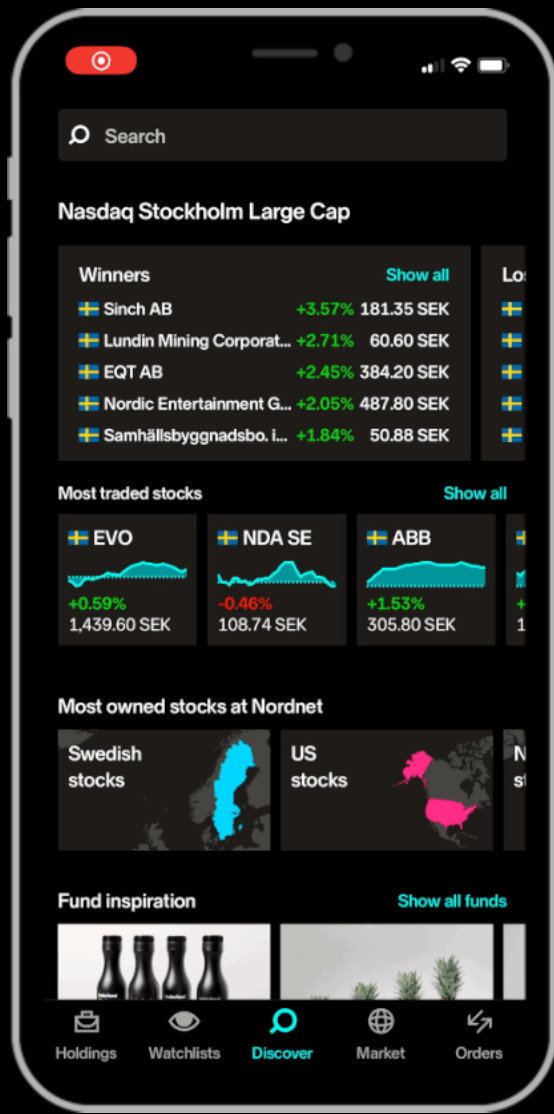 Search
Nasdaq Stockholm Large Cap
Winners Show all
Sinch AB +3.57% 181.35 SEK
Lundin Mining Corporat... +2.71% 60.60 SEK
EQT AB +2.45% 384.20 SEK
Nordic Entertainment G... +2.05% 487.80 SEK
Samhällsbyggnadsbo. i... +1.84% 50.88 SEK
Los
Most traded stocks Show all
EVO
+0.59%
1,439.60 SEK
NDA SE
-0.46%
108.74 SEK
ABB
+1.53%
305.80 SEK
+
1
Most owned stocks at Nordnet
Swedish
stocks
US
stocks
N
st
Fund inspiration Show all funds
Holdings Watchlists Discover Market Orders